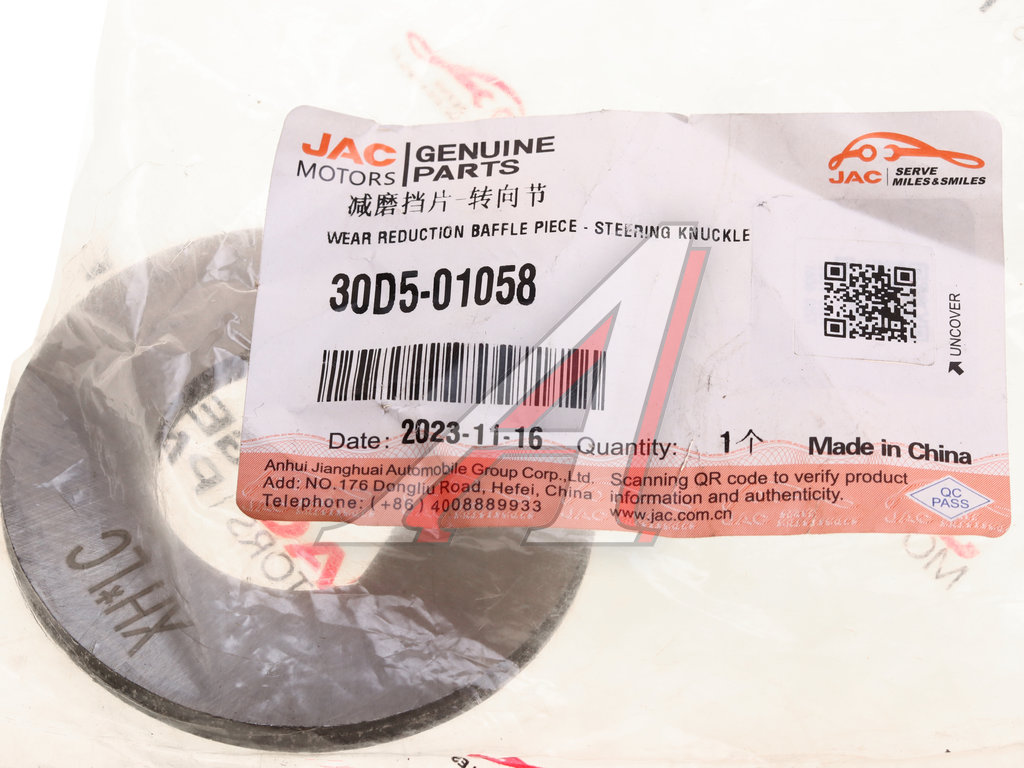 JAC
MOTORS
GENUINE
PARTS
JAC
SERVE
MILES&SMILES
减磨挡片-转向节
WEAR REDUCTION BAFFLE PIECE - STEERING KNUCKLE
30D5-01058
UNCOVER
Date: 2023-11-16 Quantity: 1个 Made in China
Anhui Jianghuai Automobile Group Corp.,Ltd.
Add: NO.176 Dongliu Road, Hefei, China
Telephone: (+86) 4008889933
Scanning QR code to verify product
information and authenticity.
www.jac.com.cn
QC
PASS
XH*LC